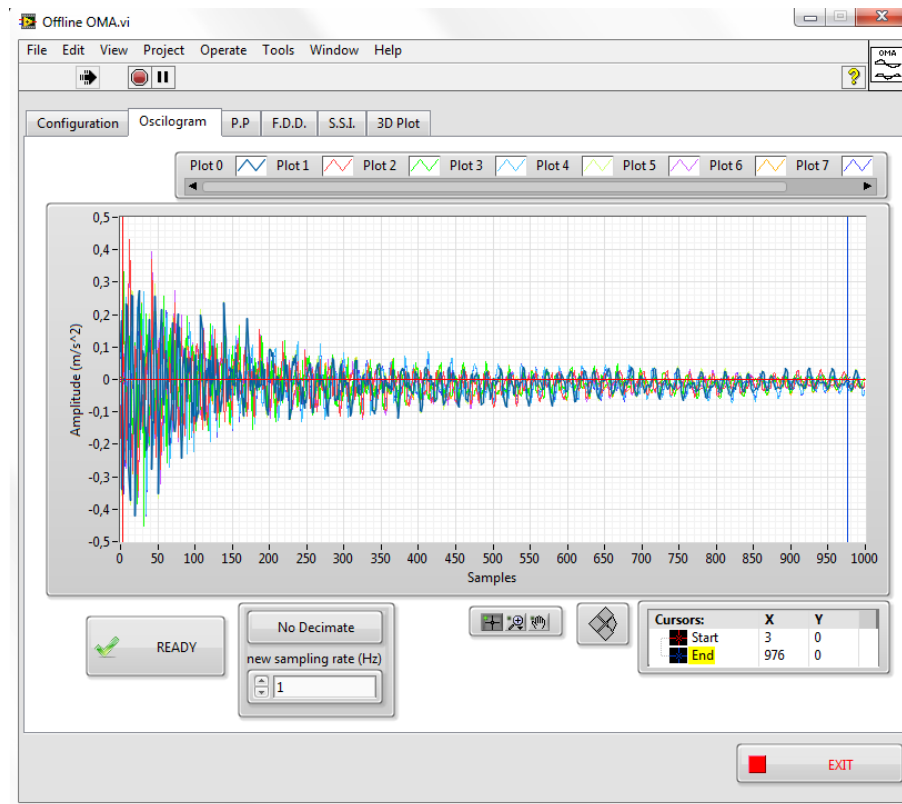 Offline OMA.vi
File Edit View Project Operate Tools Window Help
OMA
Configuration Oscilogram P.P F.D.D. S.S.I. 3D Plot
Plot 0 Plot 1 Plot 2 Plot 3 Plot 4 Plot 5 Plot 6 Plot 7
Amplitude (m/s^2)
0,5
0,4
0,3
0,2
0,1
0
-0,1
-0,2
-0,3
-0,4
-0,5
0 50 100 150 200 250 300 350 400 450 500 550 600 650 700 750 800 850 900 950 1000
Samples
READY
No Decimate
new sampling rate (Hz)
1
Cursors: X Y
Start 3 0
End 976 0
EXIT